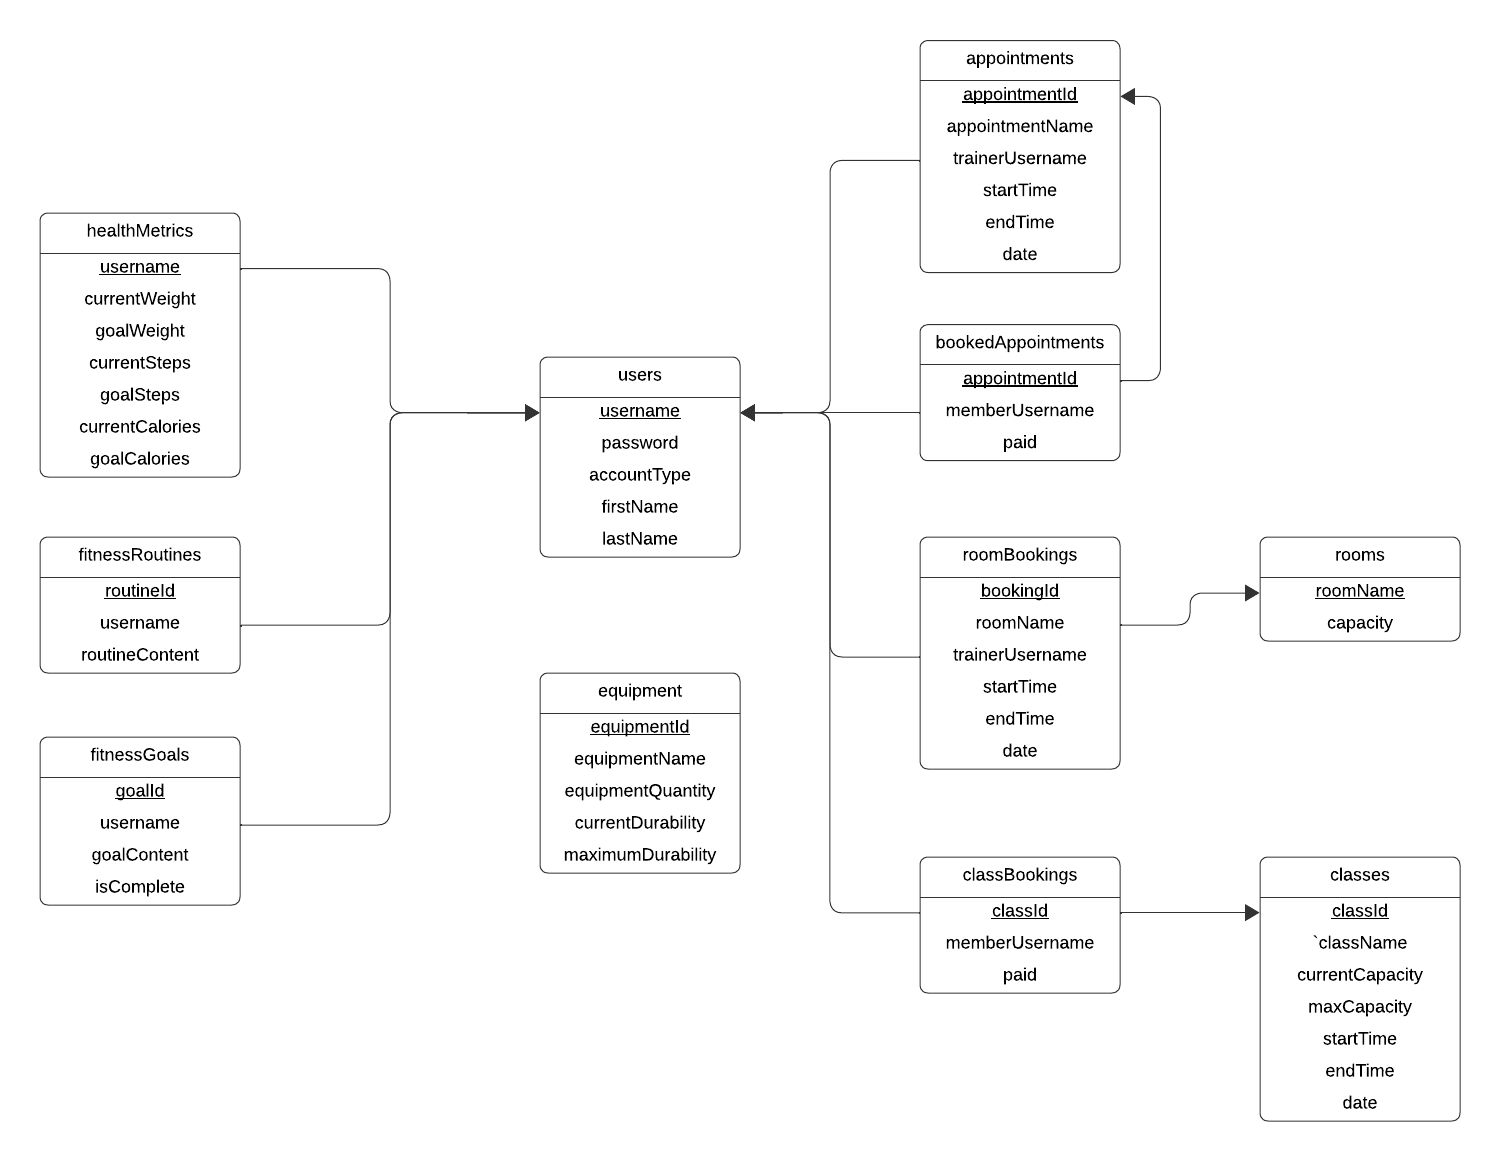 appointments
appointmentId
appointmentName
trainerUsername
startTime
endTime
date
healthMetrics
username
currentWeight
goalWeight
currentSteps
goalSteps
currentCalories
goalCalories
bookedAppointments
appointmentId
memberUsername
paid
users
username
password
accountType
firstName
lastName
fitnessRoutines
routineId
username
routineContent
roomBookings
bookingId
roomName
trainerUsername
startTime
endTime
date
rooms
roomName
capacity
equipment
equipmentId
equipmentName
equipmentQuantity
currentDurability
maximumDurability
fitnessGoals
goalId
username
goalContent
isComplete
classBookings
classId
memberUsername
paid
classes
classId
`className
currentCapacity
maxCapacity
startTime
endTime
date